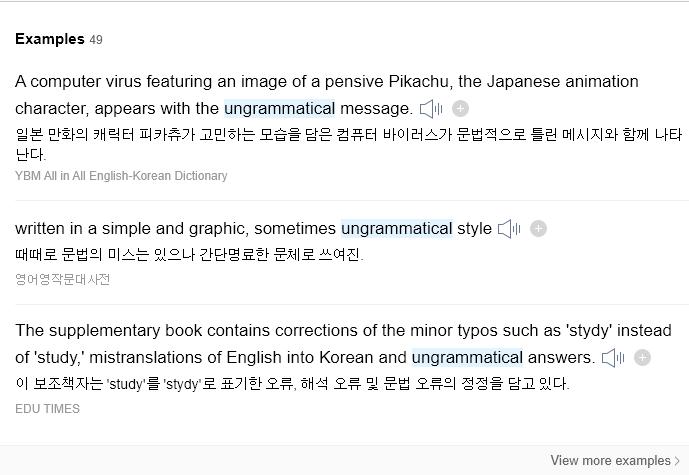 Examples 49
A computer virus featuring an image of a pensive Pikachu, the Japanese animation
character, appears with the ungrammatical message.
일본 만화의 캐릭터 피카츄가 고민하는 모습을 담은 컴퓨터 바이러스가 문법적으로 틀린 메시지와 함께 나타
난다.
YBM All in All English-Korean Dictionary
written in a simple and graphic, sometimes ungrammatical style
때때로 문법의 미스는 있으나 간단명료한 문체로 쓰여진.
영어영작문대사전
The supplementary book contains corrections of the minor typos such as 'stydy' instead
of 'study,' mistranslations of English into Korean and ungrammatical answers.
이 보조책자는 'study'를 'stydy'로 표기한 오류, 해석 오류 및 문법 오류의 정정을 담고 있다.
EDU TIMES
View more examples